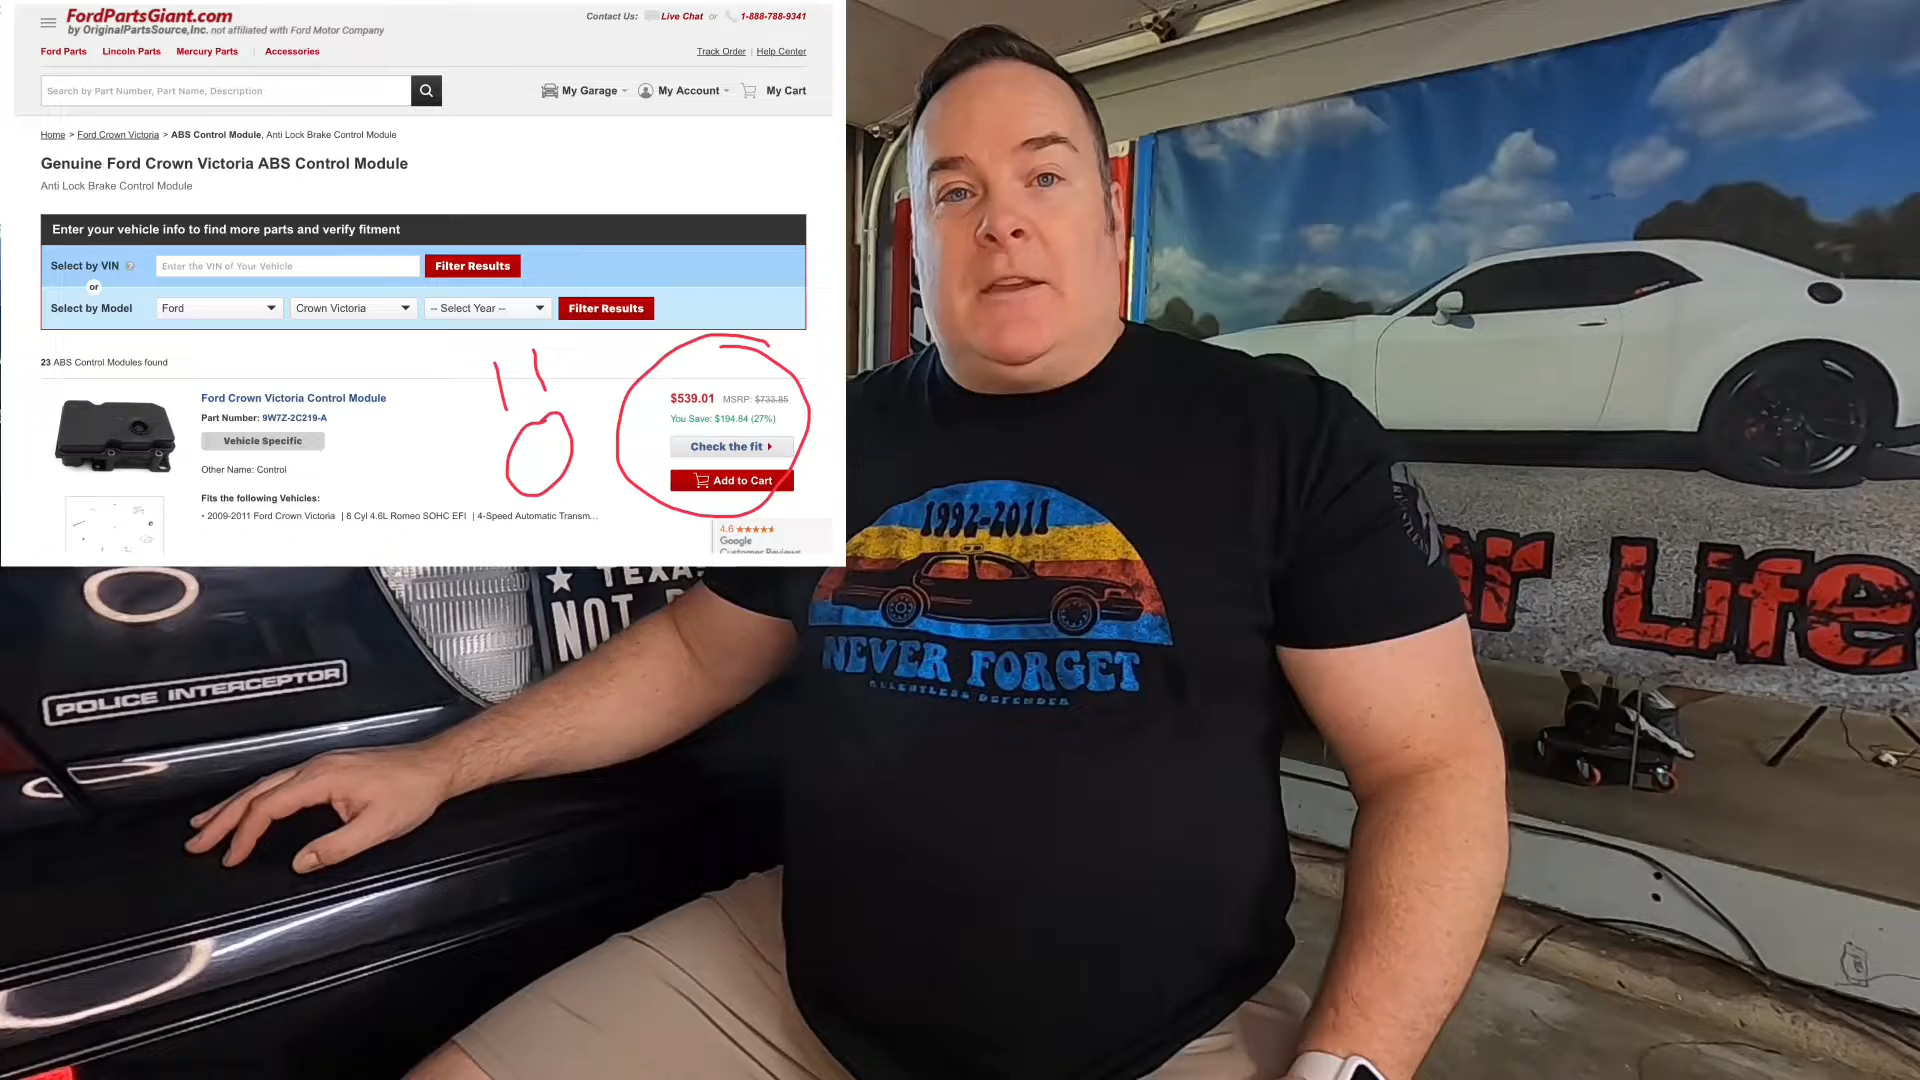 FordPartsGiant.com
by OriginalPartsSource,Inc. not affiliated with Ford Motor Company
Contact Us: Live Chat or 1-888-788-9341
Ford Parts Lincoln Parts Mercury Parts | Accessories
Track Order | Help Center
Search by Part Number, Part Name, Description
My Garage My Account My Cart
Home > Ford Crown Victoria > ABS Control Module, Anti Lock Brake Control Module
Genuine Ford Crown Victoria ABS Control Module
Anti Lock Brake Control Module
Enter your vehicle info to find more parts and verify fitment
Select by VIN ? Enter the VIN of Your Vehicle Filter Results
or
Select by Model Ford Crown Victoria -- Select Year -- Filter Results
23 ABS Control Modules found
Ford Crown Victoria Control Module
Part Number: 9W7Z-2C219-A
Vehicle Specific
Other Name: Control
Fits the following Vehicles:
• 2009-2011 Ford Crown Victoria | 8 Cyl 4.6L Romeo SOHC EFI | 4-Speed Automatic Transm...
$539.01 MSRP: $733.85
You Save: $194.84 (27%)
Check the fit
Add to Cart
4.6
Google
Customer Reviews
TEXAS
NOT
POLICE INTERCEPTOR
1992-2011
NEVER FORGET
RELENTLESS DEFENDER
Life